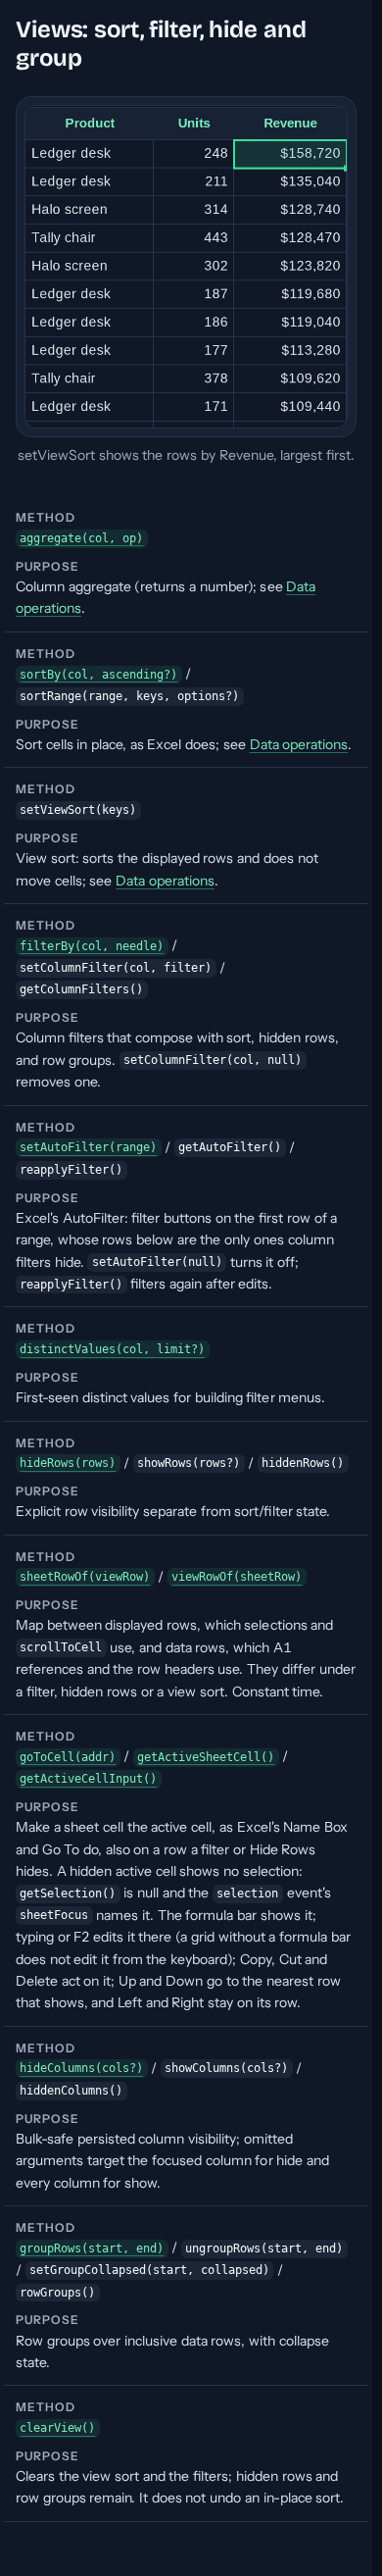 Views: sort, filter, hide and
group
Product Units Revenue
Ledger desk 248 $158,720
Ledger desk 211 $135,040
Halo screen 314 $128,740
Tally chair 443 $128,470
Halo screen 302 $123,820
Ledger desk 187 $119,680
Ledger desk 186 $119,040
Ledger desk 177 $113,280
Tally chair 378 $109,620
Ledger desk 171 $109,440
setViewSort shows the rows by Revenue, largest first.
METHOD
aggregate(col, op)
PURPOSE
Column aggregate (returns a number); see Data
operations.
METHOD
sortBy(col, ascending?) /
sortRange(range, keys, options?)
PURPOSE
Sort cells in place, as Excel does; see Data operations.
METHOD
setViewSort(keys)
PURPOSE
View sort: sorts the displayed rows and does not
move cells; see Data operations.
METHOD
filterBy(col, needle) /
setColumnFilter(col, filter) /
getColumnFilters()
PURPOSE
Column filters that compose with sort, hidden rows,
and row groups. setColumnFilter(col, null)
removes one.
METHOD
setAutoFilter(range) / getAutoFilter() /
reapplyFilter()
PURPOSE
Excel's AutoFilter: filter buttons on the first row of a
range, whose rows below are the only ones column
filters hide. setAutoFilter(null) turns it off;
reapplyFilter() filters again after edits.
METHOD
distinctValues(col, limit?)
PURPOSE
First-seen distinct values for building filter menus.
METHOD
hideRows(rows) / showRows(rows?) / hiddenRows()
PURPOSE
Explicit row visibility separate from sort/filter state.
METHOD
sheetRowOf(viewRow) / viewRowOf(sheetRow)
PURPOSE
Map between displayed rows, which selections and
scrollToCell use, and data rows, which A1
references and the row headers use. They differ under
a filter, hidden rows or a view sort. Constant time.
METHOD
goToCell(addr) / getActiveSheetCell() /
getActiveCellInput()
PURPOSE
Make a sheet cell the active cell, as Excel's Name Box
and Go To do, also on a row a filter or Hide Rows
hides. A hidden active cell shows no selection:
getSelection() is null and the selection event's
sheetFocus names it. The formula bar shows it;
typing or F2 edits it there (a grid without a formula bar
does not edit it from the keyboard); Copy, Cut and
Delete act on it; Up and Down go to the nearest row
that shows, and Left and Right stay on its row.
METHOD
hideColumns(cols?) / showColumns(cols?) /
hiddenColumns()
PURPOSE
Bulk-safe persisted column visibility; omitted
arguments target the focused column for hide and
every column for show.
METHOD
groupRows(start, end) / ungroupRows(start, end)
/ setGroupCollapsed(start, collapsed) /
rowGroups()
PURPOSE
Row groups over inclusive data rows, with collapse
state.
METHOD
clearView()
PURPOSE
Clears the view sort and the filters; hidden rows and
row groups remain. It does not undo an in-place sort.